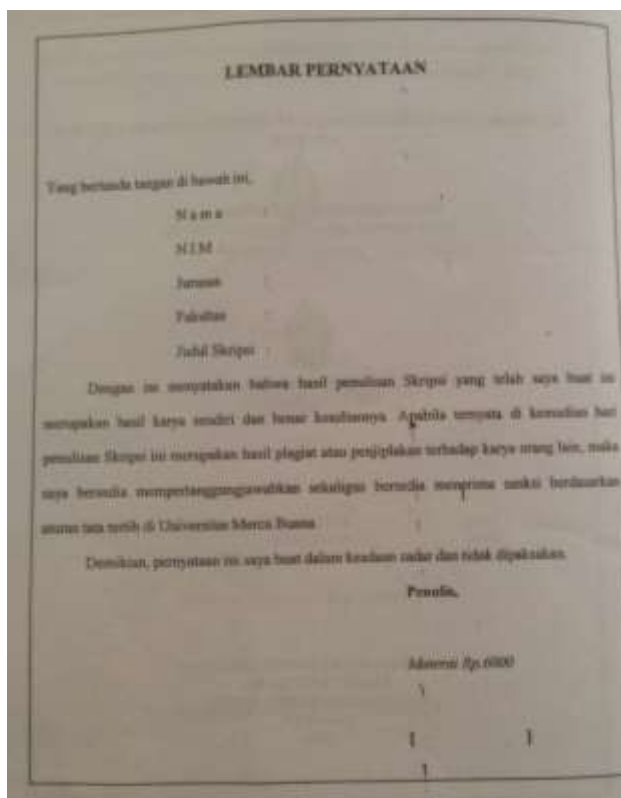 LEMBAR PERNYATAAN
Yang bertanda tangan di bawah ini,
N a m a :
N I M
Jurusan :
Fakultas :
Judul Skripsi :
Dengan ini menyatakan bahwa hasil penulisan Skripsi yang telah saya buat ini
merupakan hasil karya sendiri dan benar keasliannya. Apabila ternyata di kemudian hari
penulisan Skripsi ini merupakan hasil plagiat atau penjiplakan terhadap karya orang lain, maka
saya bersedia mempertanggungjawabkan sekaligus bersedia menerima sanksi berdasarkan
aturan tata tertib di Universitas Mercu Buana
Demikian, pernyataan ini saya buat dalam keadaan sadar dan tidak dipaksakan.
Penulis,
Materai Rp.6000
[ ]